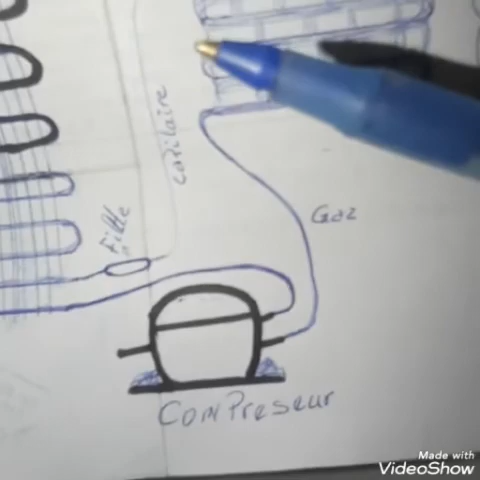 capilaire
Gaz
Filtre
ComPreseur
Made with
VideoShow